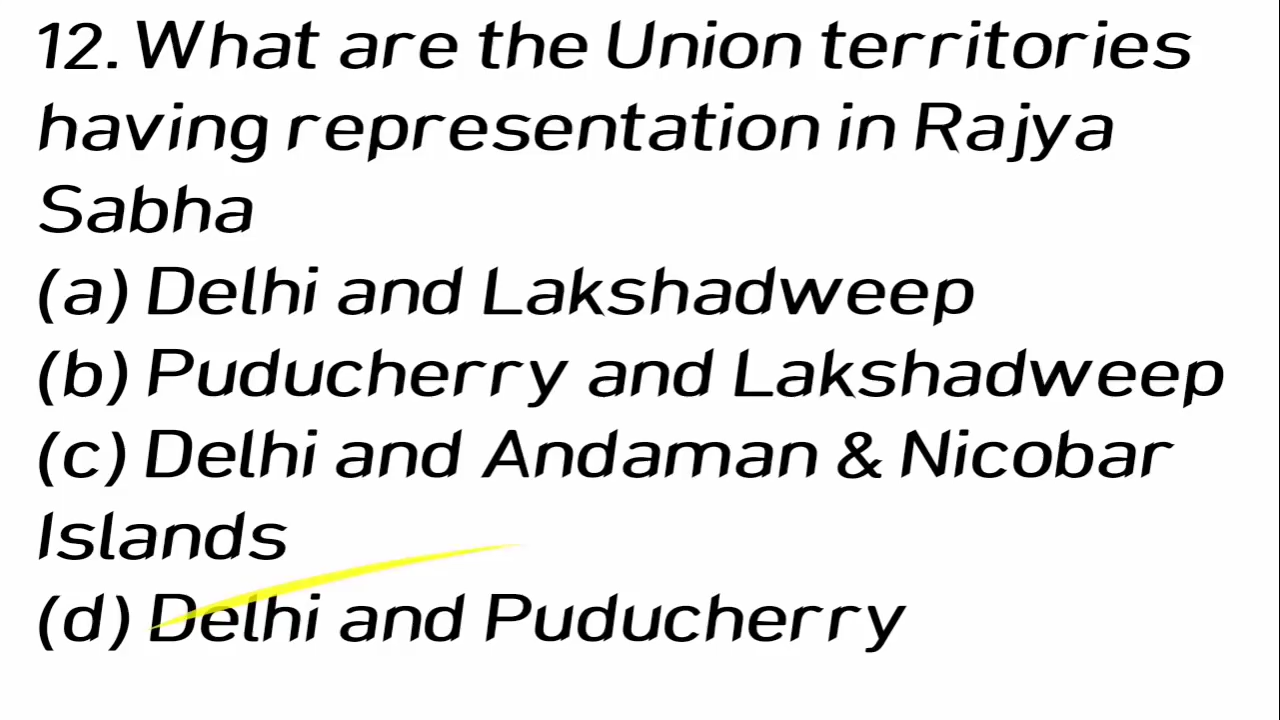 12. What are the Union territories
having representation in Rajya
Sabha
(a) Delhi and Lakshadweep
(b) Puducherry and Lakshadweep
(c) Delhi and Andaman & Nicobar
Islands
(d) Delhi and Puducherry